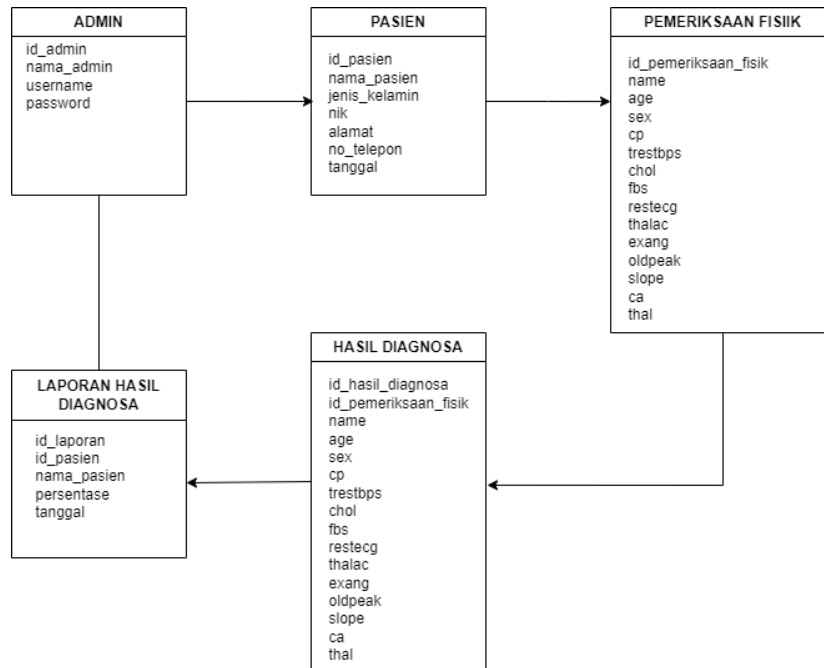 ADMIN
id_admin
nama_admin
username
password
PASIEN
id_pasien
nama_pasien
jenis_kelamin
nik
alamat
no_telepon
tanggal
PEMERIKSAAN FISIIK
id_pemeriksaan_fisik
name
age
sex
cp
trestbps
chol
fbs
restecg
thalac
exang
oldpeak
slope
ca
thal
HASIL DIAGNOSA
id_hasil_diagnosa
id_pemeriksaan_fisik
name
age
sex
cp
trestbps
chol
fbs
restecg
thalac
exang
oldpeak
slope
ca
thal
LAPORAN HASIL
DIAGNOSA
id_laporan
id_pasien
nama_pasien
persentase
tanggal